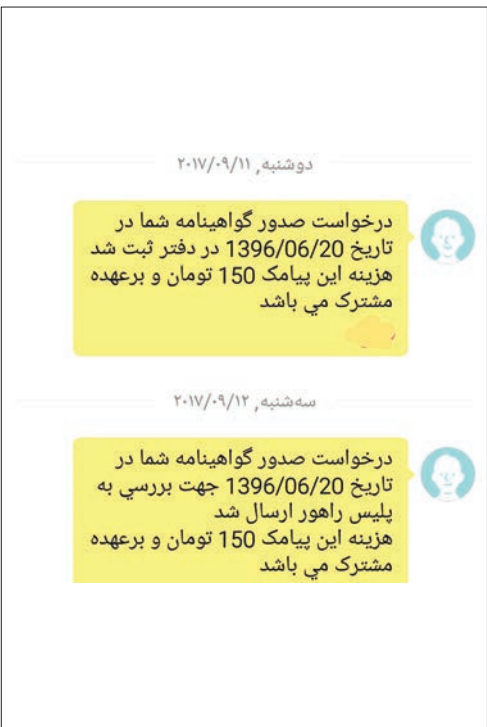 دوشنبه, ۲۰۱۷/۰۹/۱۱
درخواست صدور گواهینامه شما در
تاریخ 1396/06/20 در دفتر ثبت شد
هزینه این پیامک 150 تومان و برعهده
مشترک مي باشد
سه‌شنبه, ۲۰۱۷/۰۹/۱۲
درخواست صدور گواهینامه شما در
تاریخ 1396/06/20 جهت بررسي به
پلیس راهور ارسال شد
هزینه این پیامک 150 تومان و برعهده
مشترک مي باشد